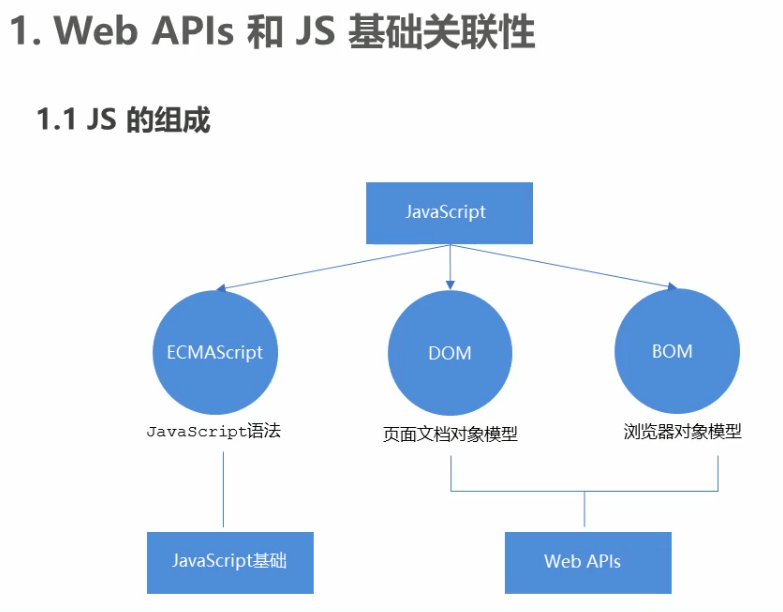 1. Web APIs 和 JS 基础关联性
1.1 JS 的组成
JavaScript
ECMAScript
DOM
BOM
JavaScript语法
页面文档对象模型
浏览器对象模型
JavaScript基础
Web APIs